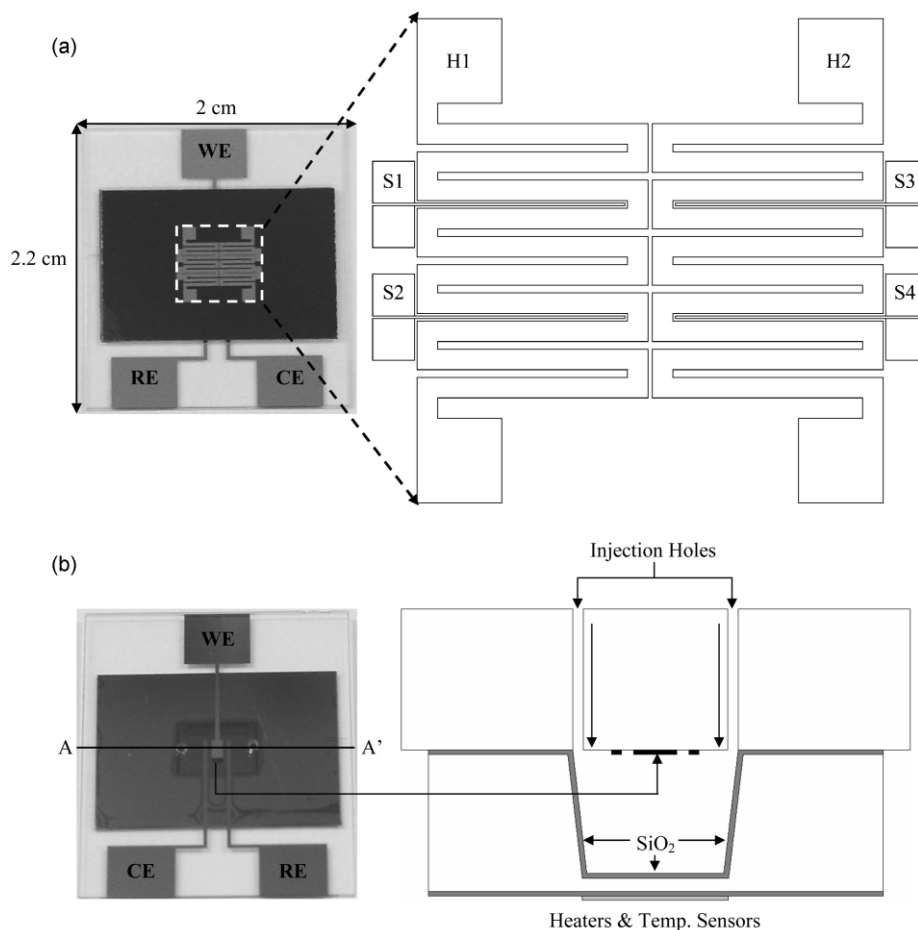 (a)
2 cm
2.2 cm
WE
RE
CE
H1
H2
S1
S3
S2
S4
(b)
Injection Holes
WE
A
A’
CE
RE
SiO₂
Heaters & Temp. Sensors